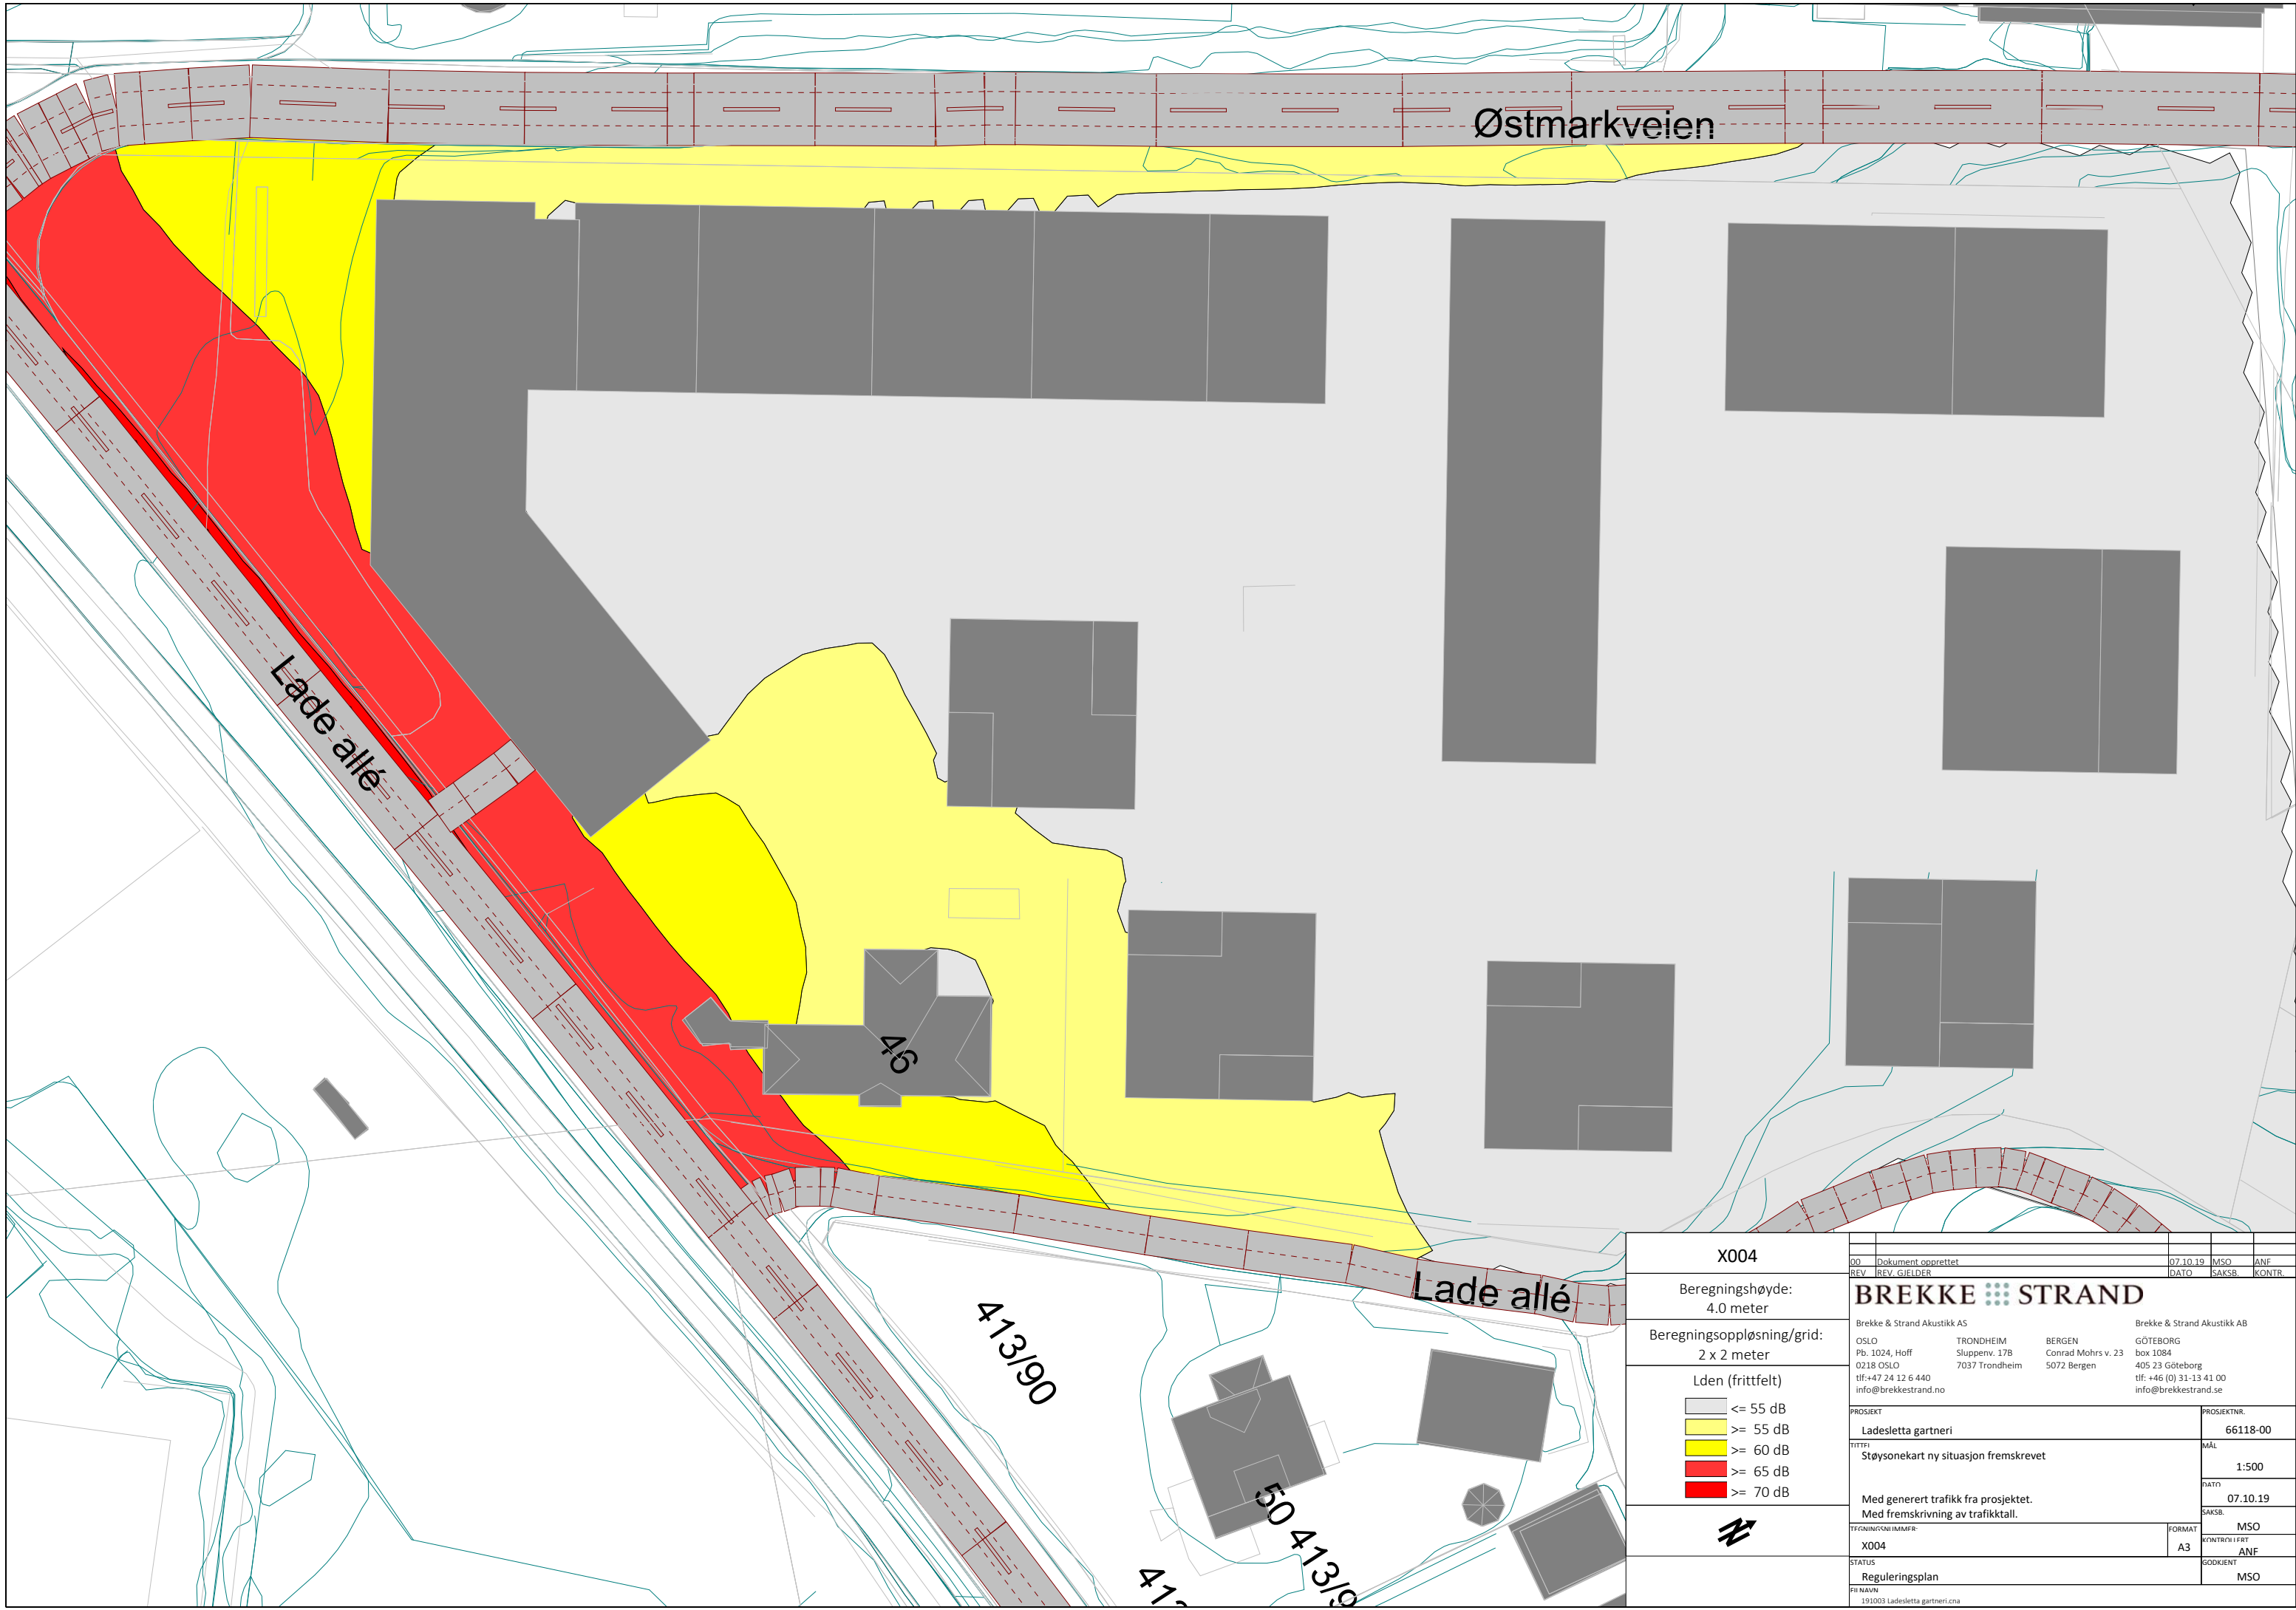 Østmarkveien
Lade allé
46
Lade allé
413/90
50 413/9
413
X004
Beregningshøyde:
4.0 meter
Beregningsoppløsning/grid:
2 x 2 meter
Lden (frittfelt)
<= 55 dB
>= 55 dB
>= 60 dB
>= 65 dB
>= 70 dB
N
00 Dokument opprettet 07.10.19 MSO ANF
REV REV. GJELDER DATO SAKSB. KONTR.
BREKKE STRAND
Brekke & Strand Akustikk AS Brekke & Strand Akustikk AB
OSLO TRONDHEIM BERGEN GÖTEBORG
Pb. 1024, Hoff Sluppenv. 17B Conrad Mohrs v. 23 box 1084
0218 OSLO 7037 Trondheim 5072 Bergen 405 23 Göteborg
tlf:+47 24 12 6 440 tlf: +46 (0) 31-13 41 00
info@brekkestrand.no info@brekkestrand.se
PROSJEKT PROSJEKTNR.
Ladesletta gartneri 66118-00
TITTEL MÅL
Støysonekart ny situasjon fremskrevet
1:500
DATO
Med generert trafikk fra prosjektet. 07.10.19
Med fremskrivning av trafikktall. SAKSB.
MSO
TEGNINGSNUMMER: FORMAT KONTROLLERT
X004 A3 ANF
STATUS GODKJENT
Reguleringsplan MSO
FILNAVN
191003 Ladesletta gartneri.cna